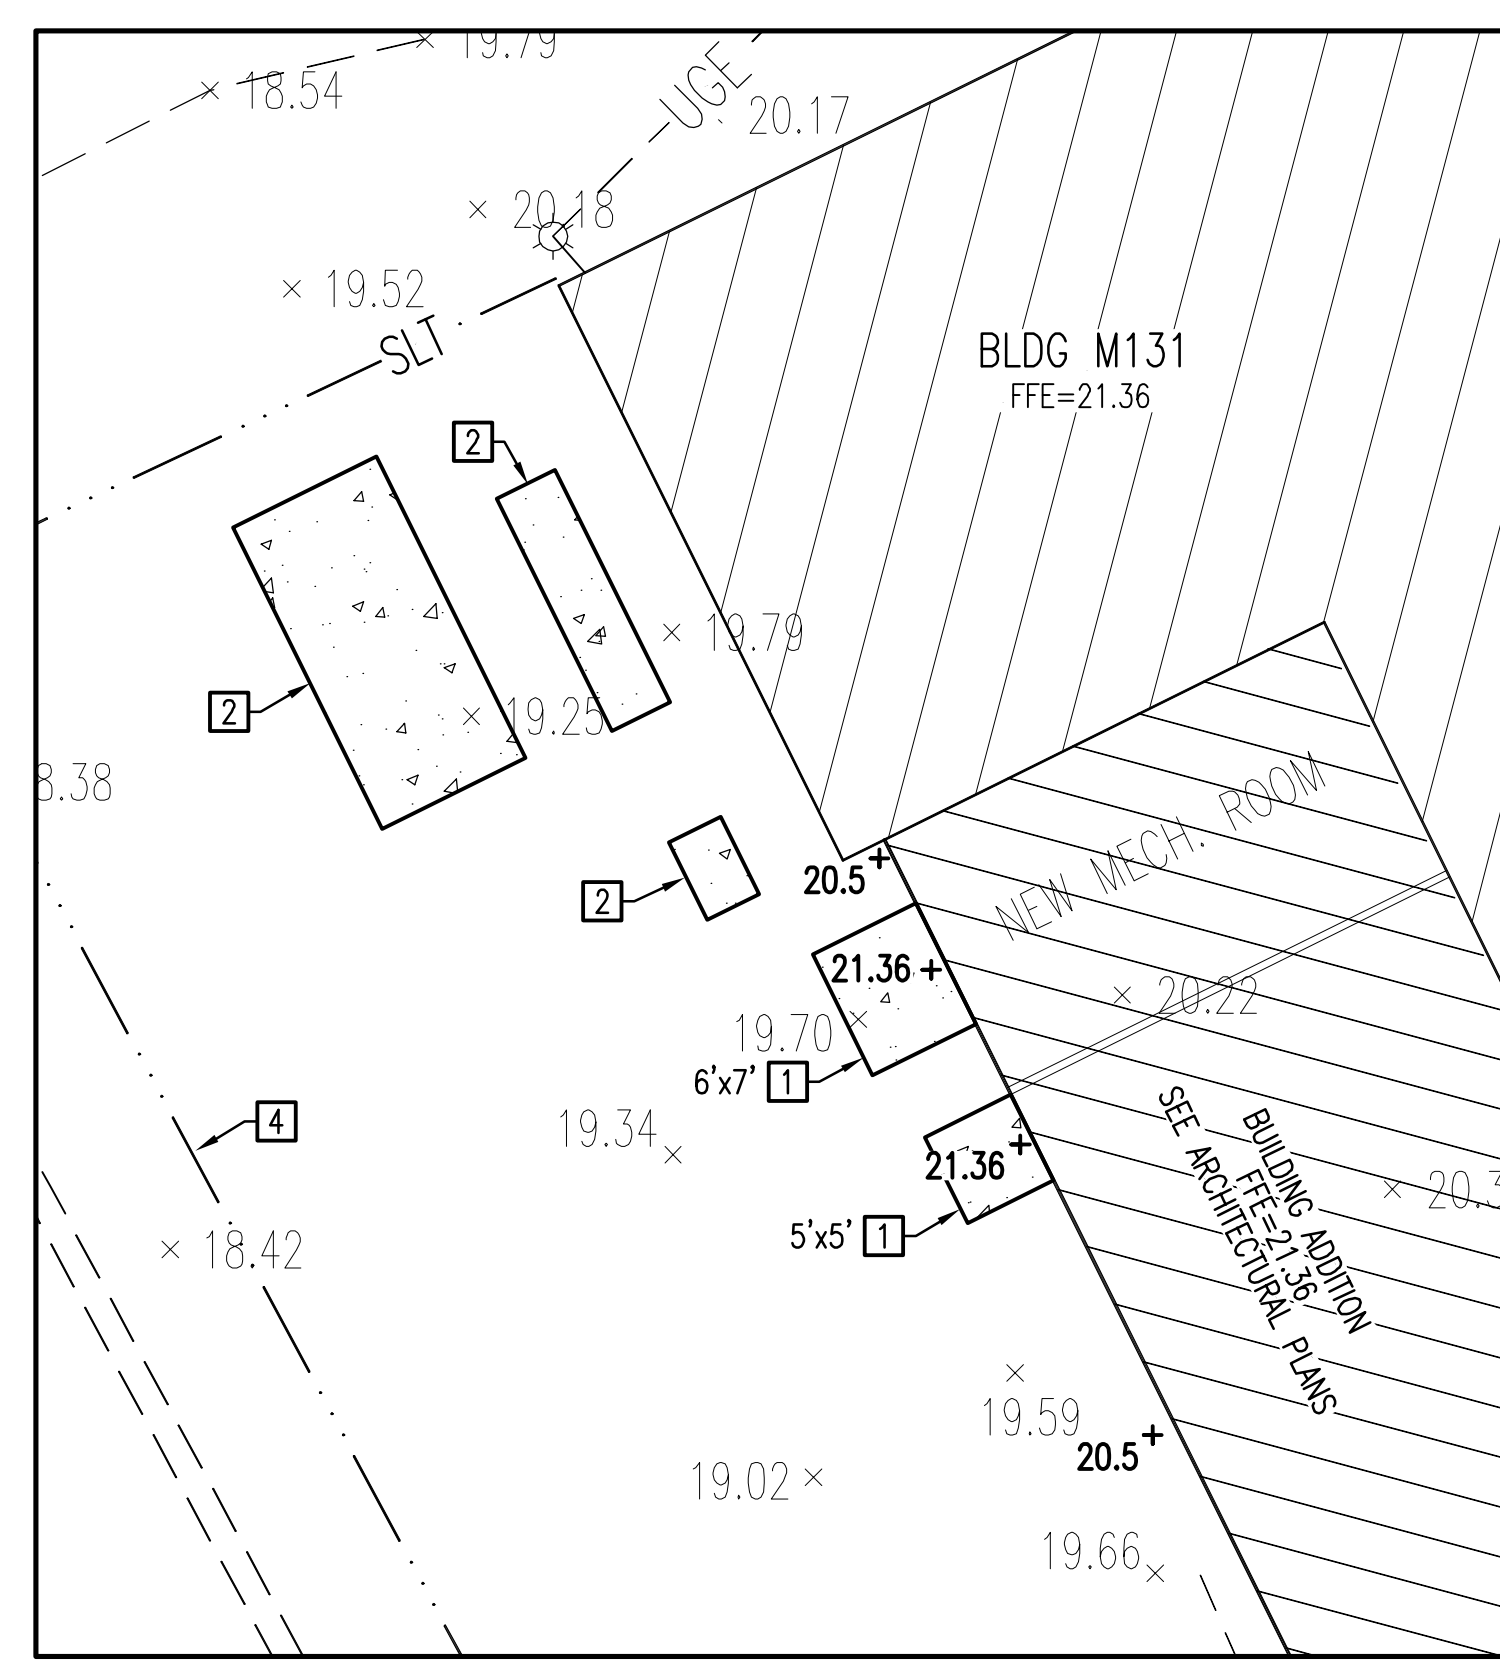 19.79
18.54
UGE
20.17
20.18
19.52
SLT
BLDG M131
FFE=21.36
2
19.79
2
19.25
8.38
NEW MECH. ROOM
20.5
2
21.36
20.22
19.70
6'x7' 1
4
19.34
21.36
BUILDING ADDITION
FFE=21.36
SEE ARCHITECTURAL PLANS
20.3
5'x5' 1
18.42
19.59
20.5
19.02
19.66